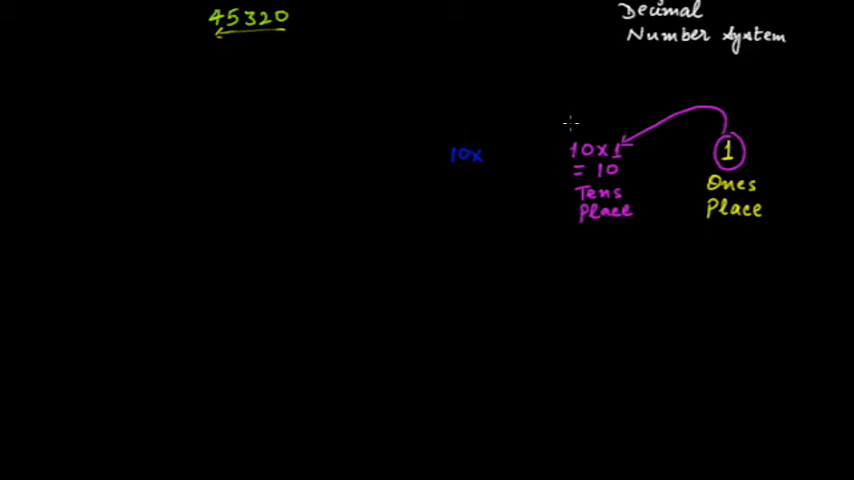 45320
Decimal
Number system
10x
10x1
= 10
Tens
Place
1
Ones
Place